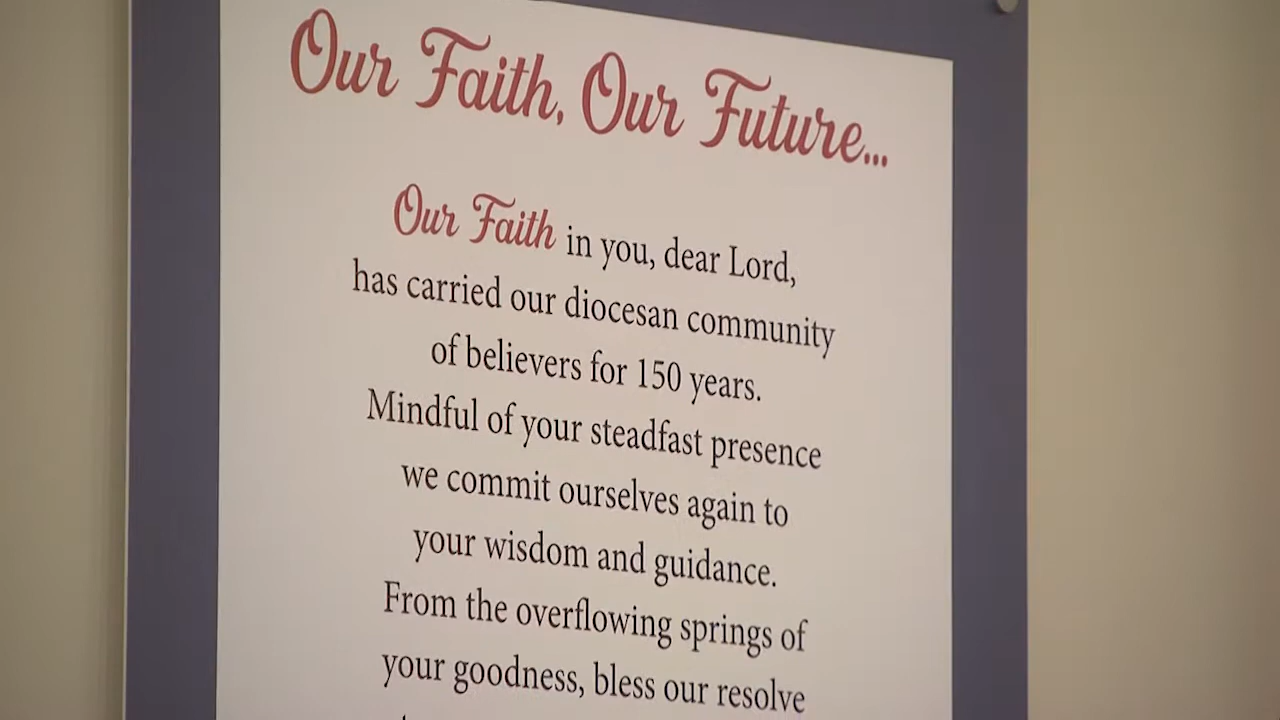 Our Faith, Our Future...
Our Faith in you, dear Lord,
has carried our diocesan community
of believers for 150 years.
Mindful of your steadfast presence
we commit ourselves again to
your wisdom and guidance.
From the overflowing springs of
your goodness, bless our resolve